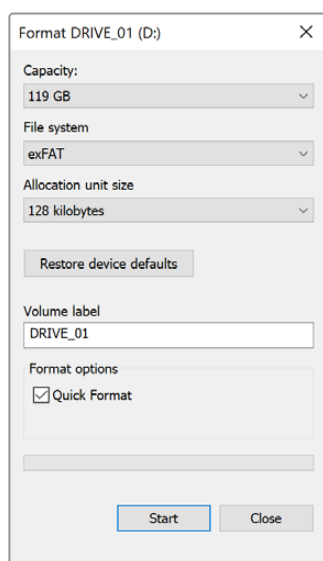 Format DRIVE_01 (D:)
Capacity:
119 GB
File system
exFAT
Allocation unit size
128 kilobytes
Restore device defaults
Volume label
DRIVE_01
Format options
Quick Format
Start Close